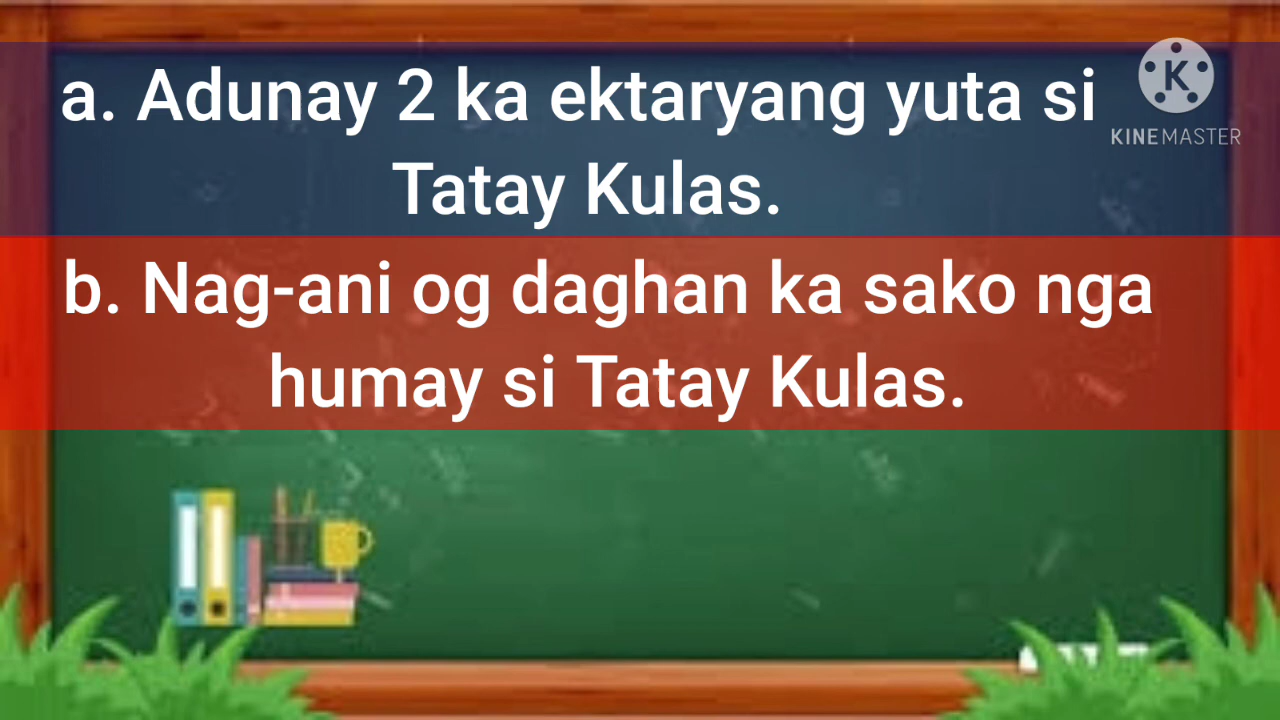 a. Adunay 2 ka ektaryang yuta si
Tatay Kulas.
b. Nag-ani og daghan ka sako nga
humay si Tatay Kulas.
K
KINEMASTER